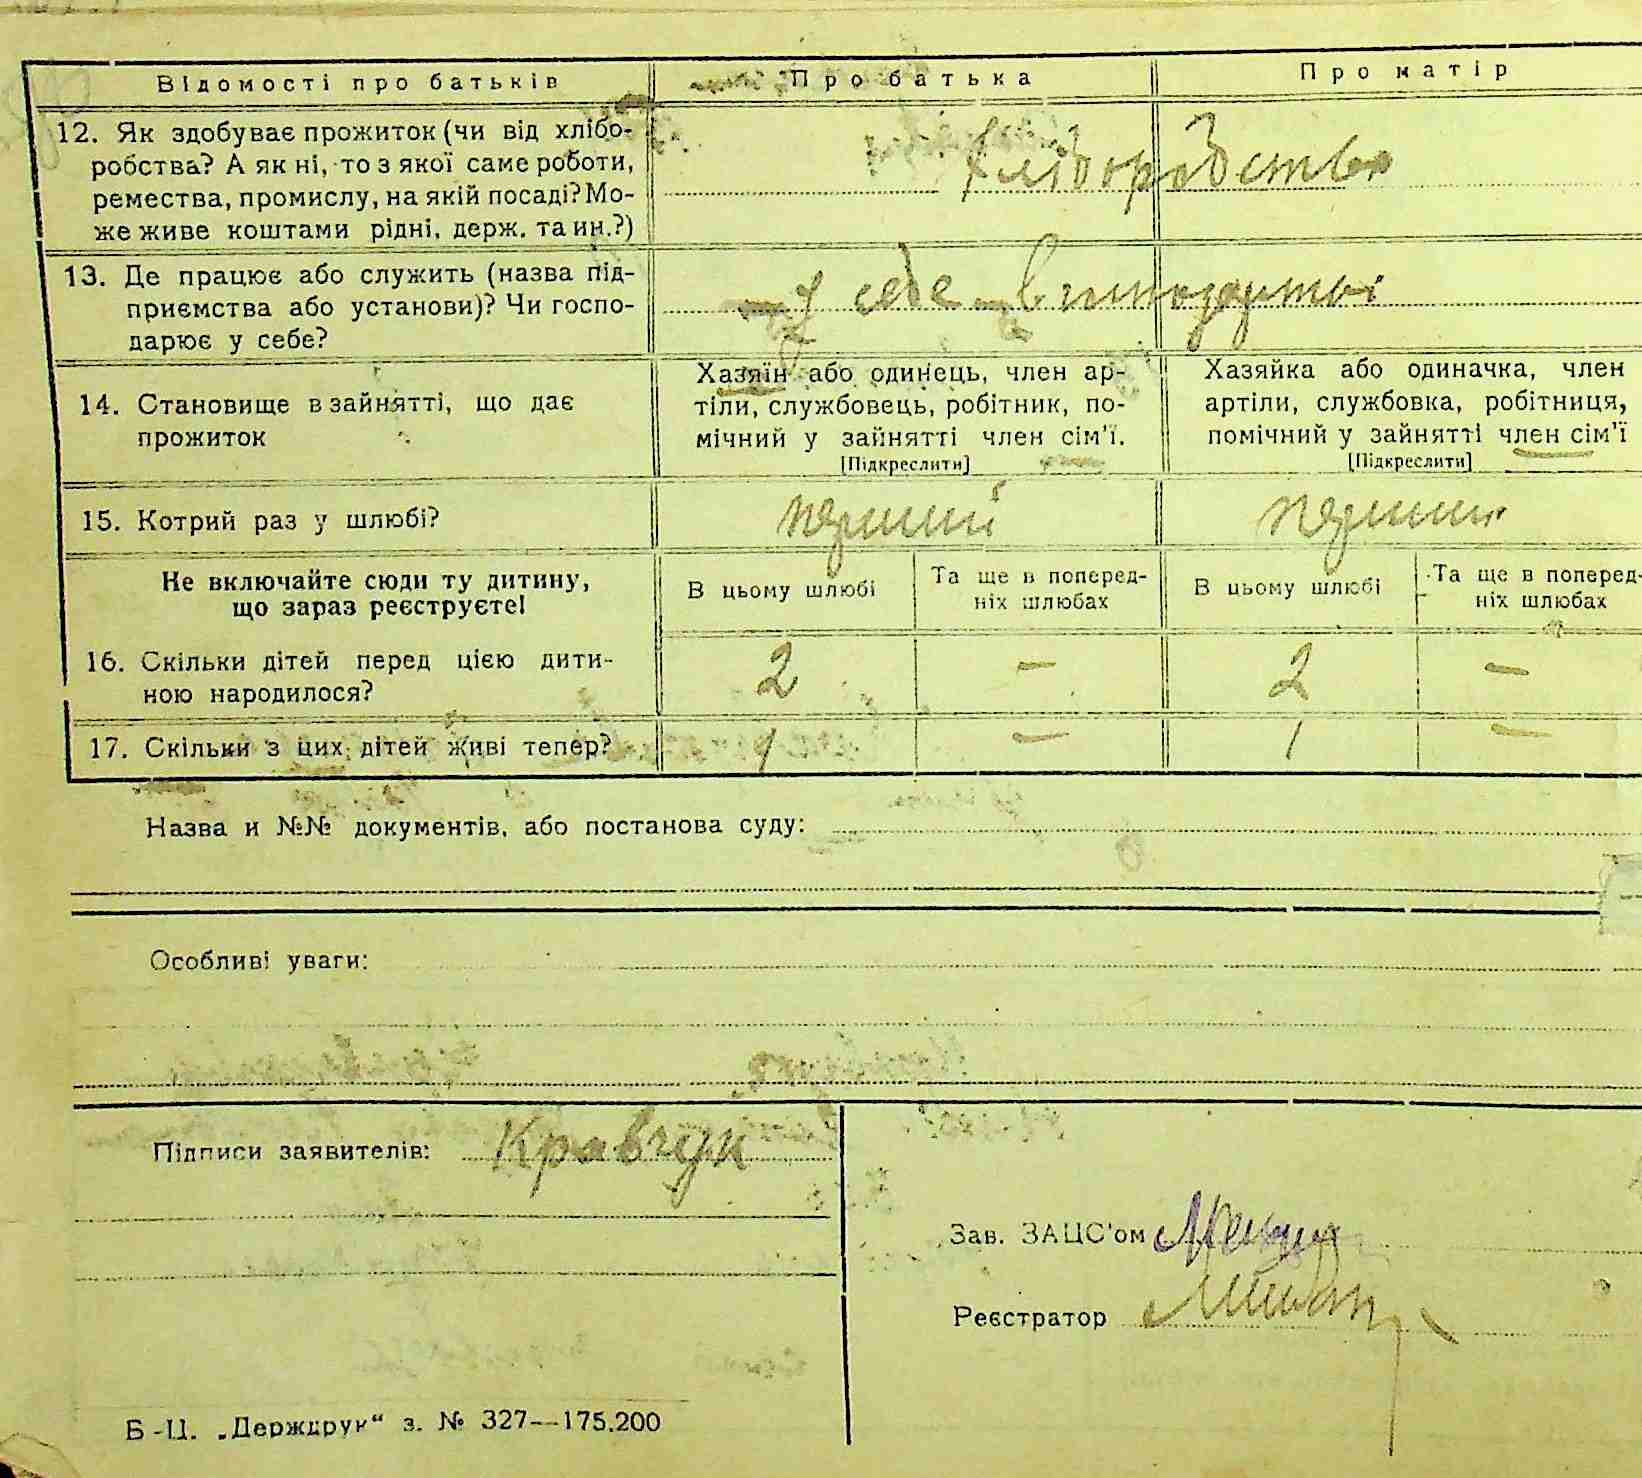 Відомості про батьків Про батька Про матір
12. Як здобуває прожиток (чи від хлібо-
робства? А як ні, то з якої саме роботи,
ремества, промислу, на якій посаді? Мо-
же живе коштами рідні, держ. та ин.?)
Хліборобство
13. Де працює або служить (назва під-
приємства або установи)? Чи госпо-
дарює у себе?
у себе в господарстві
14. Становище в зайнятті, що дає
прожиток
Хазяїн або одинець, член ар-
тіли, службовець, робітник, по-
мічний у зайнятті член сім'ї.
[Підкреслити]
Хазяйка або одиначка, член
артіли, службовка, робітниця,
помічний у зайнятті член сім'ї
[Підкреслити]
15. Котрий раз у шлюбі? перший перший
Не включайте сюди ту дитину,
що зараз реєструєте!
В цьому шлюбі
Та ще в поперед-
ніх шлюбах
В цьому шлюбі
Та ще в поперед-
ніх шлюбах
16. Скільки дітей перед цією дити-
ною народилося?
2 — 2 —
17. Скільки з цих дітей живі тепер? 1 — 1 —
Назва и №№ документів, або постанова суду:
Особливі уваги:
Підписи заявителів: Кравчук
Зав. ЗАЦС'ом
Реєстратор
Б-Ц. „Держдрук“ з. № 327—175.200